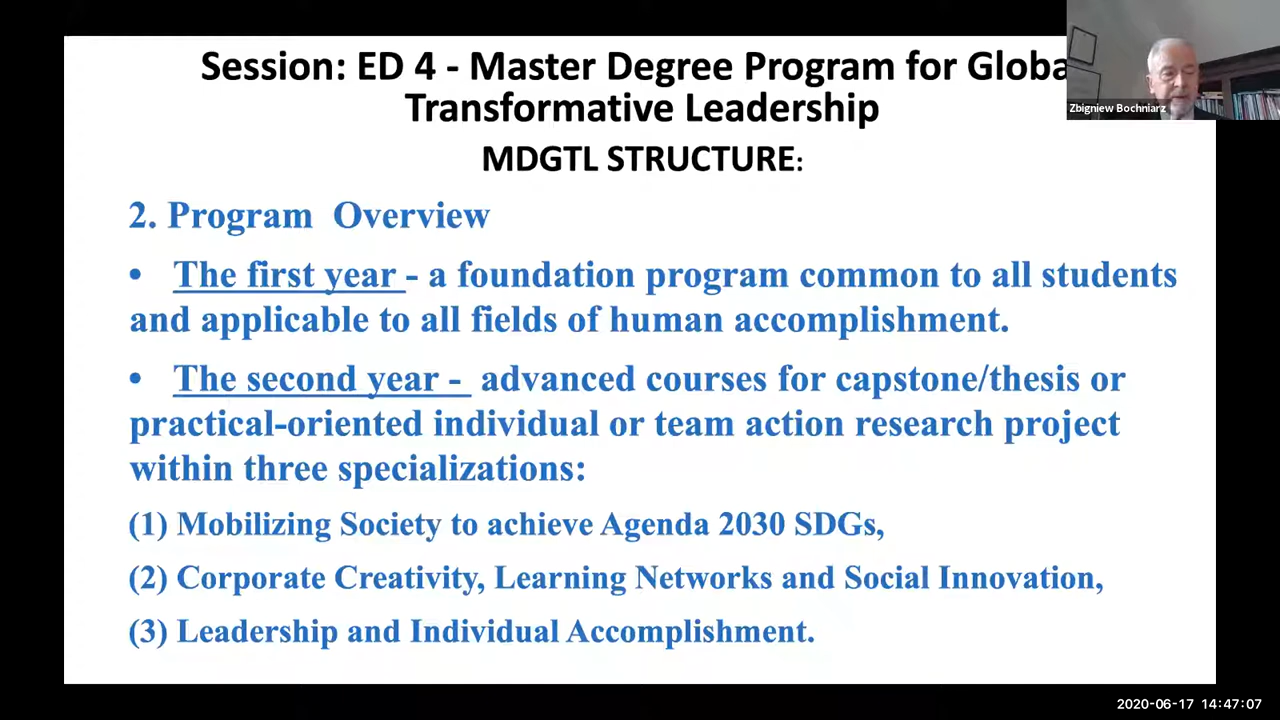 Session: ED 4 - Master Degree Program for Globa
Transformative Leadership
MDGTL STRUCTURE:
Zbigniew Bochniarz
2. Program Overview
• The first year - a foundation program common to all students
and applicable to all fields of human accomplishment.
• The second year - advanced courses for capstone/thesis or
practical-oriented individual or team action research project
within three specializations:
(1) Mobilizing Society to achieve Agenda 2030 SDGs,
(2) Corporate Creativity, Learning Networks and Social Innovation,
(3) Leadership and Individual Accomplishment.
2020-06-17 14:47:07